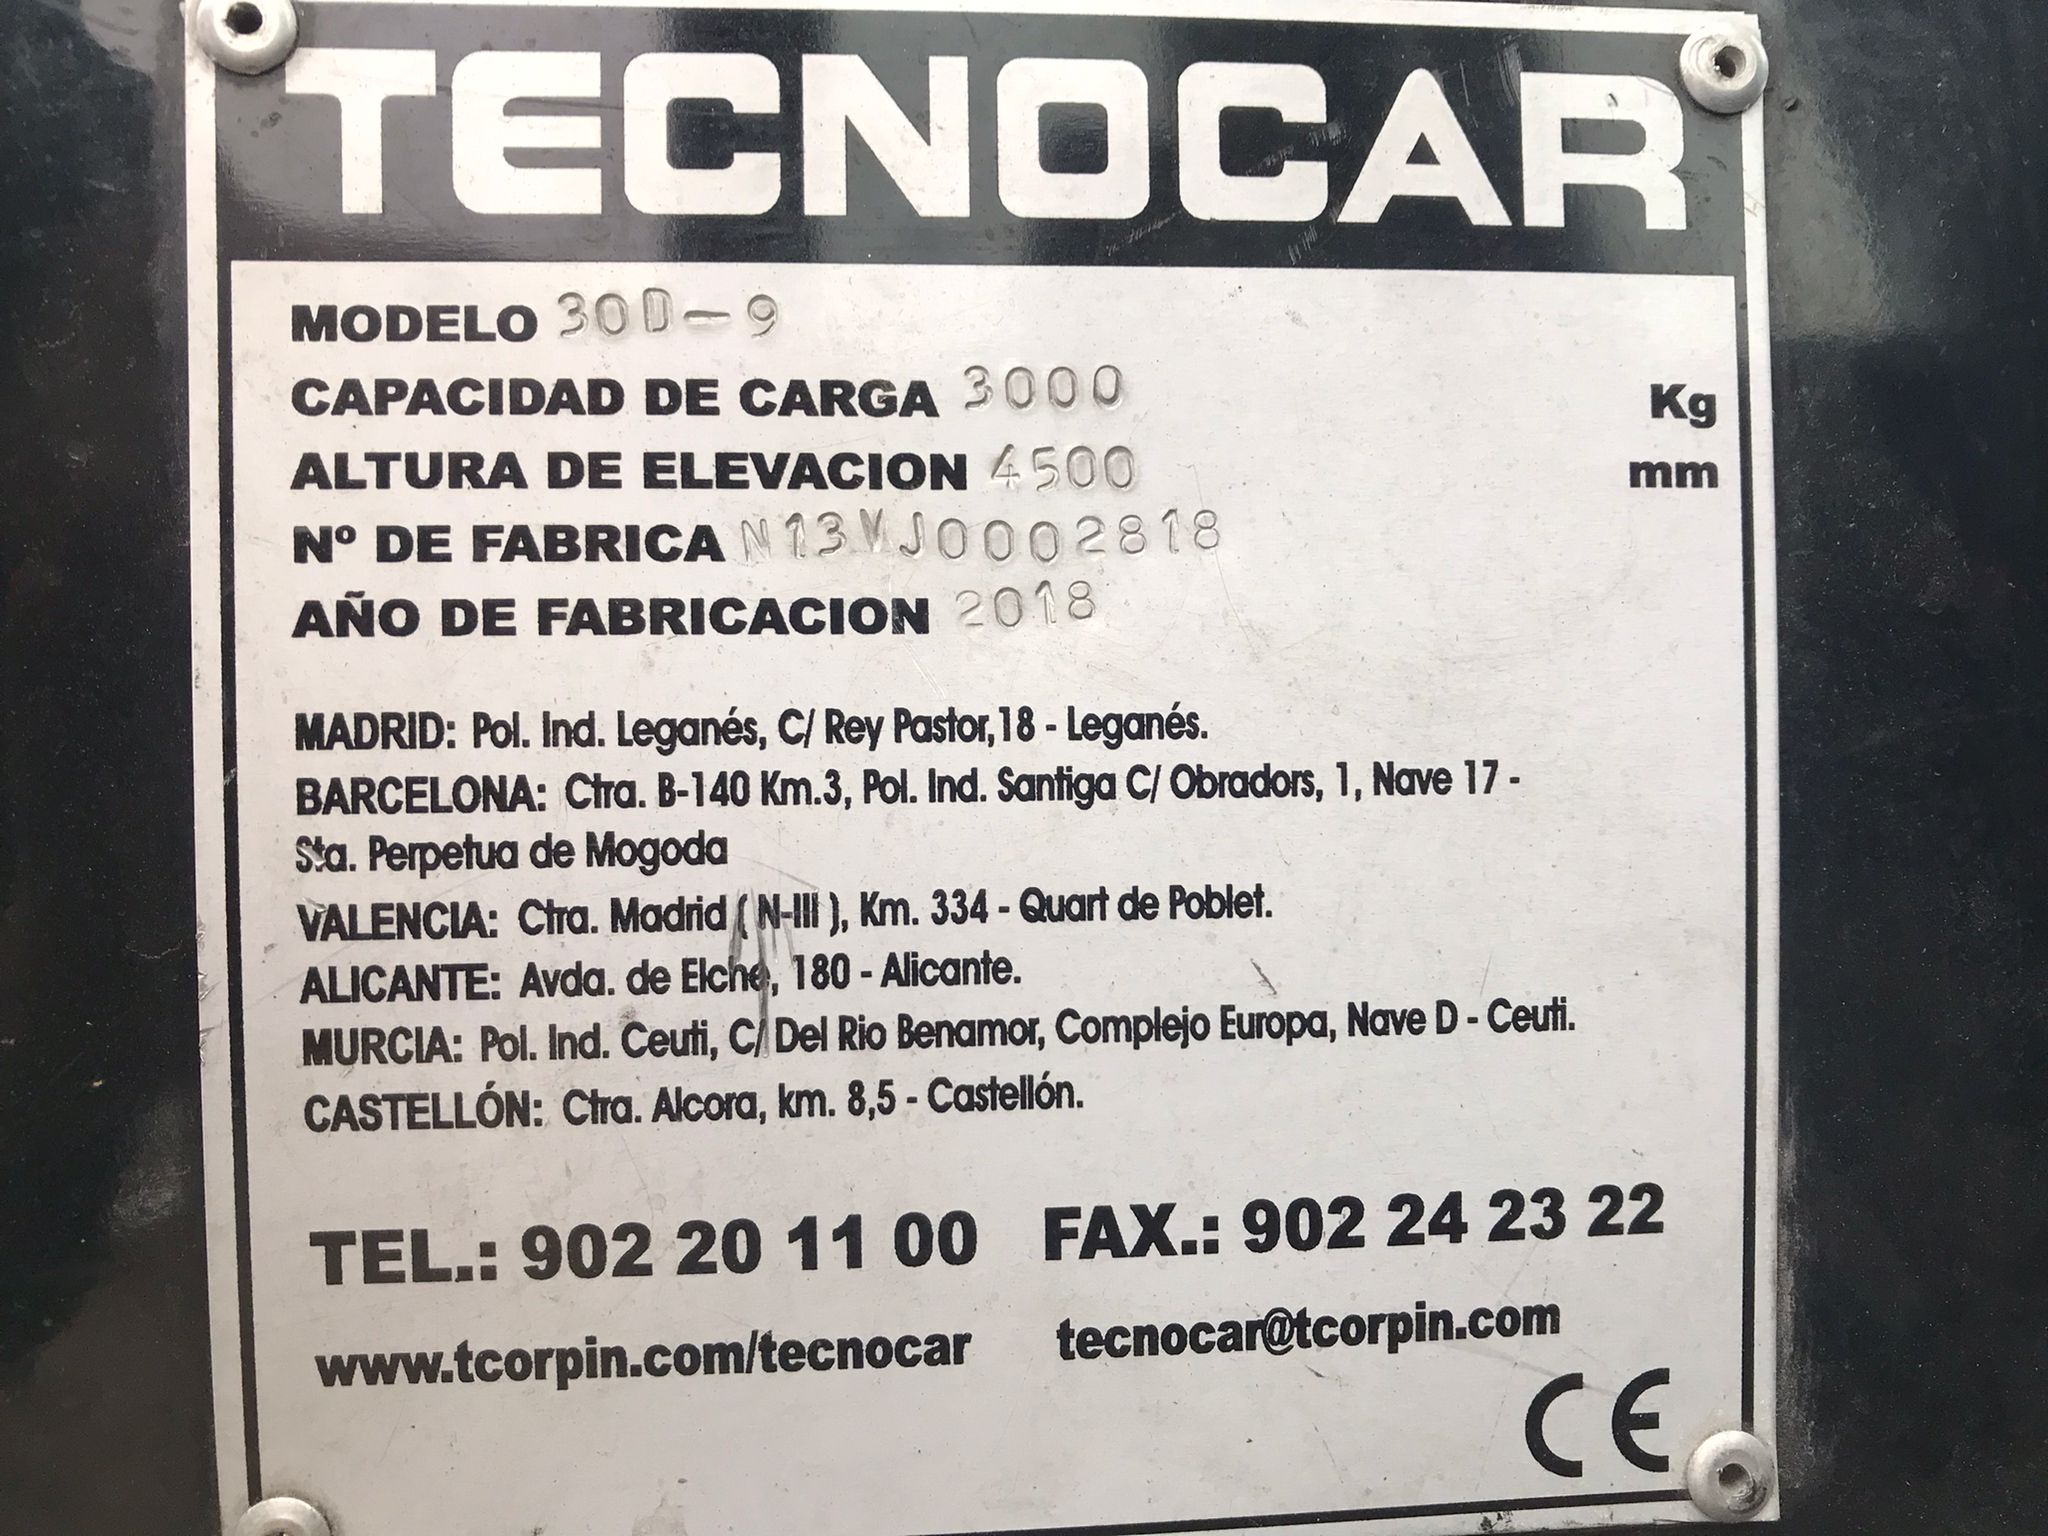 TECNOCAR
MODELO 30D-9
CAPACIDAD DE CARGA 3000 Kg
ALTURA DE ELEVACION 4500 mm
Nº DE FABRICA N13VJ0002818
AÑO DE FABRICACION 2018
MADRID: Pol. Ind. Leganés, C/ Rey Pastor,18 - Leganés.
BARCELONA: Ctra. B-140 Km.3, Pol. Ind. Santiga C/ Obradors, 1, Nave 17 -
Sta. Perpetua de Mogoda
VALENCIA: Ctra. Madrid ( N-III ), Km. 334 - Quart de Poblet.
ALICANTE: Avda. de Elche, 180 - Alicante.
MURCIA: Pol. Ind. Ceuti, C/ Del Rio Benamor, Complejo Europa, Nave D - Ceuti.
CASTELLÓN: Ctra. Alcora, km. 8,5 - Castellón.
TEL.: 902 20 11 00 FAX.: 902 24 23 22
www.tcorpin.com/tecnocar tecnocar@tcorpin.com
CE